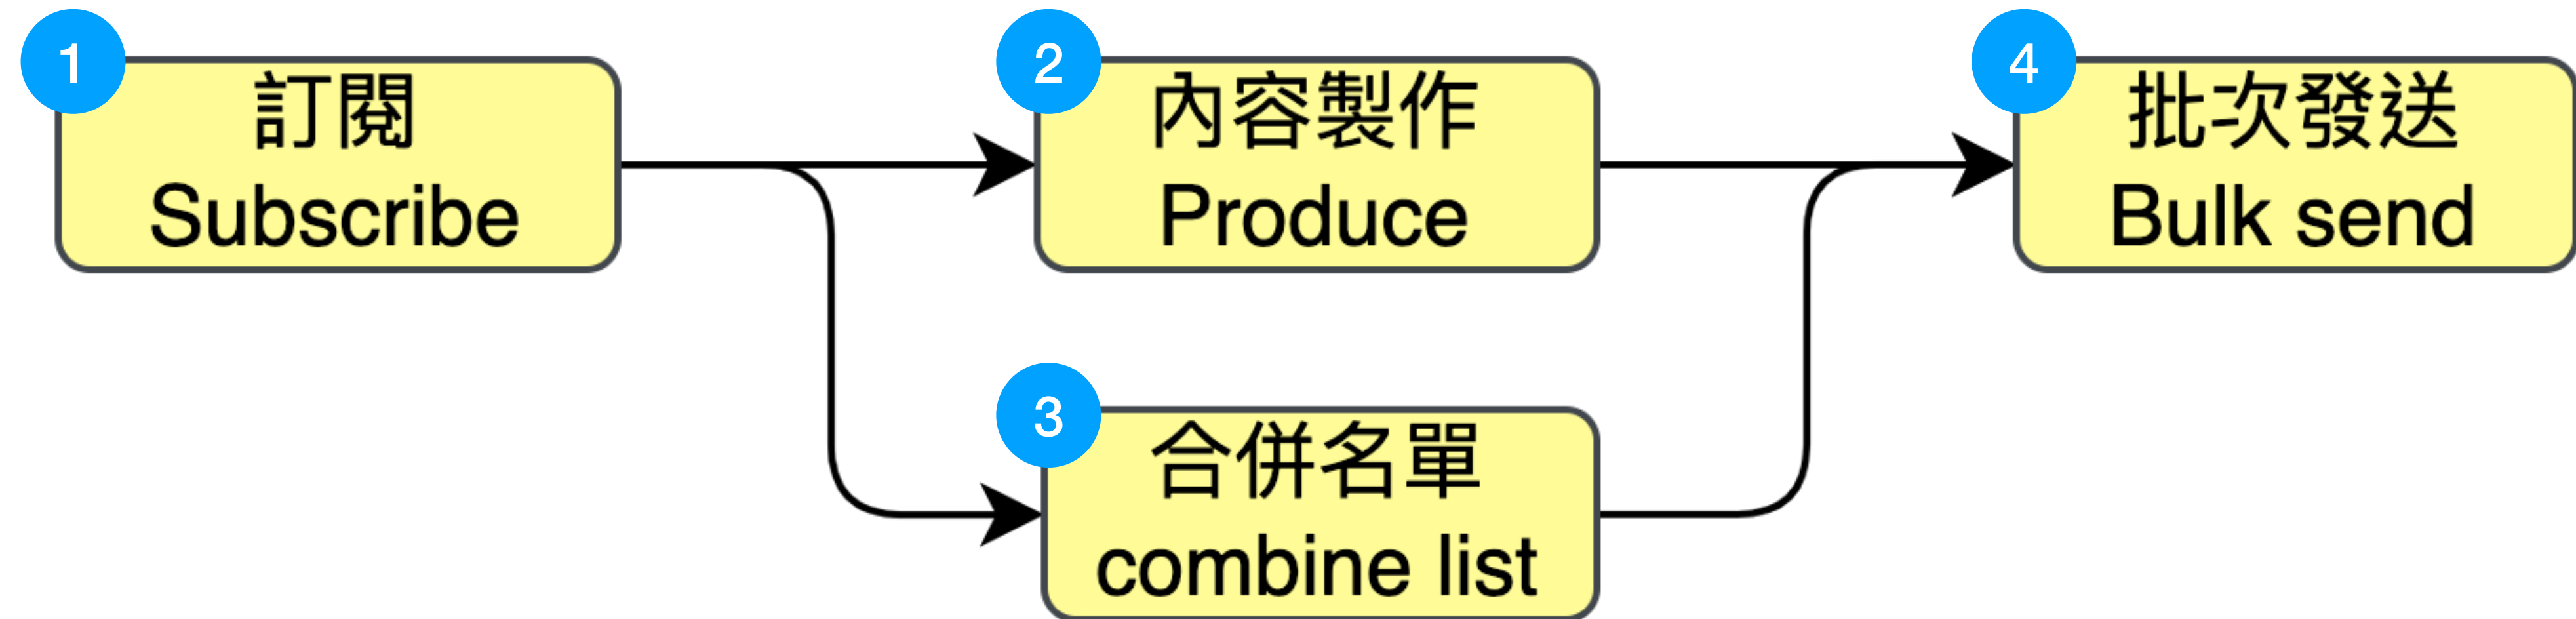 1
訂閱
Subscribe
2
內容製作
Produce
3
合併名單
combine list
4
批次發送
Bulk send